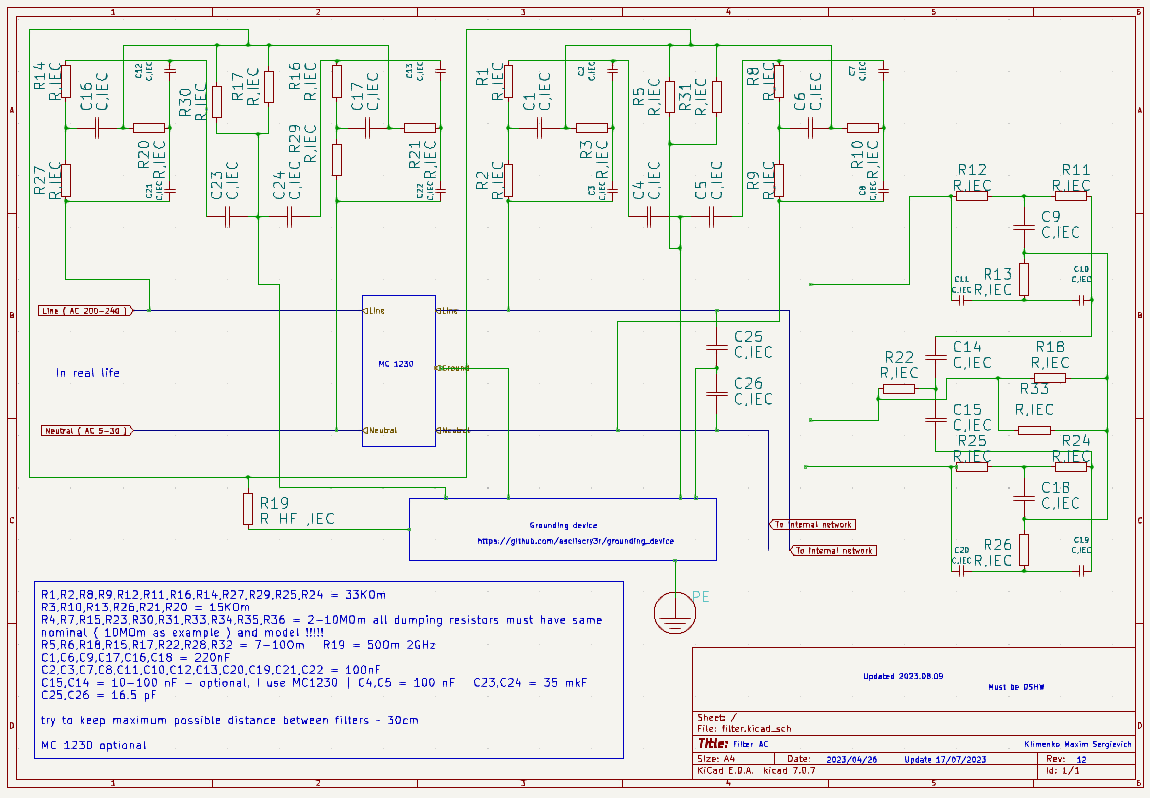 1 2 3 4 5 6
A
B
C
D
R14 R,IEC
C16 C,IEC
C12 C,IEC
R30 R,IEC
R17 R,IEC
R16 R,IEC
C17 C,IEC
C13 C,IEC
R1 R,IEC
C1 C,IEC
C2 C,IEC
R5 R,IEC
R31 R,IEC
R8 R,IEC
C6 C,IEC
C7 C,IEC
R27 R,IEC
R20 R,IEC
C21 C,IEC
C23 C,IEC
C24 C,IEC
R29 R,IEC
R21 R,IEC
C22 C,IEC
R2 R,IEC
R3 R,IEC
C3 C,IEC
C4 C,IEC
C5 C,IEC
R9 R,IEC
R10 R,IEC
C8 C,IEC
R12 R,IEC
R11 R,IEC
C9 C,IEC
R13 R,IEC
C11 C,IEC
C10 C,IEC
Line ( AC 200-240 )
Line
Line
MC 1230
Ground
In real life
Neutral ( AC 5-30 )
Neutral
Neutral
C25 C,IEC
C26 C,IEC
C14 C,IEC
R18 R,IEC
R22 R,IEC
R33 R,IEC
C15 C,IEC
R25 R,IEC
R24 R,IEC
C18 C,IEC
R26 R,IEC
C20 C,IEC
C19 C,IEC
R19
R HF ,IEC
Grounding device
https://github.com/asciiscry3r/grounding_device
To internal network
To internal network
PE
R1,R2,R8,R9,R12,R11,R16,R14,R27,R29,R25,R24 = 33KOm
R3,R10,R13,R26,R21,R20 = 15KOm
R4,R7,R15,R23,R30,R31,R33,R34,R35,R36 = 2-10MOm all dumping resistors must have same
nominal ( 10MOm as example ) and model !!!!!
R5,R6,R18,R15,R17,R22,R28,R32 = 7-10Om R19 = 50Om 2GHz
C1,C6,C9,C17,C16,C18 = 220nF
C2,C3,C7,C8,C11,C10,C12,C13,C20,C19,C21,C22 = 100nF
C15,C14 = 10-100 nF - optional, I use MC1230 | C4,C5 = 100 nF C23,C24 = 35 mkF
C25,C26 = 16.5 pF
try to keep maximum possible distance between filters - 30cm
MC 1230 optional
Updated 2023.08.09
Must be OSHW
Sheet: /
File: filter.kicad_sch
Title: Filter AC Klimenko Maxim Sergievich
Size: A4 Date: 2023/04/26 Update 17/07/2023 Rev: 12
KiCad E.D.A. kicad 7.0.7 Id: 1/1
1 2 3 4 5 6
A
B
C
D